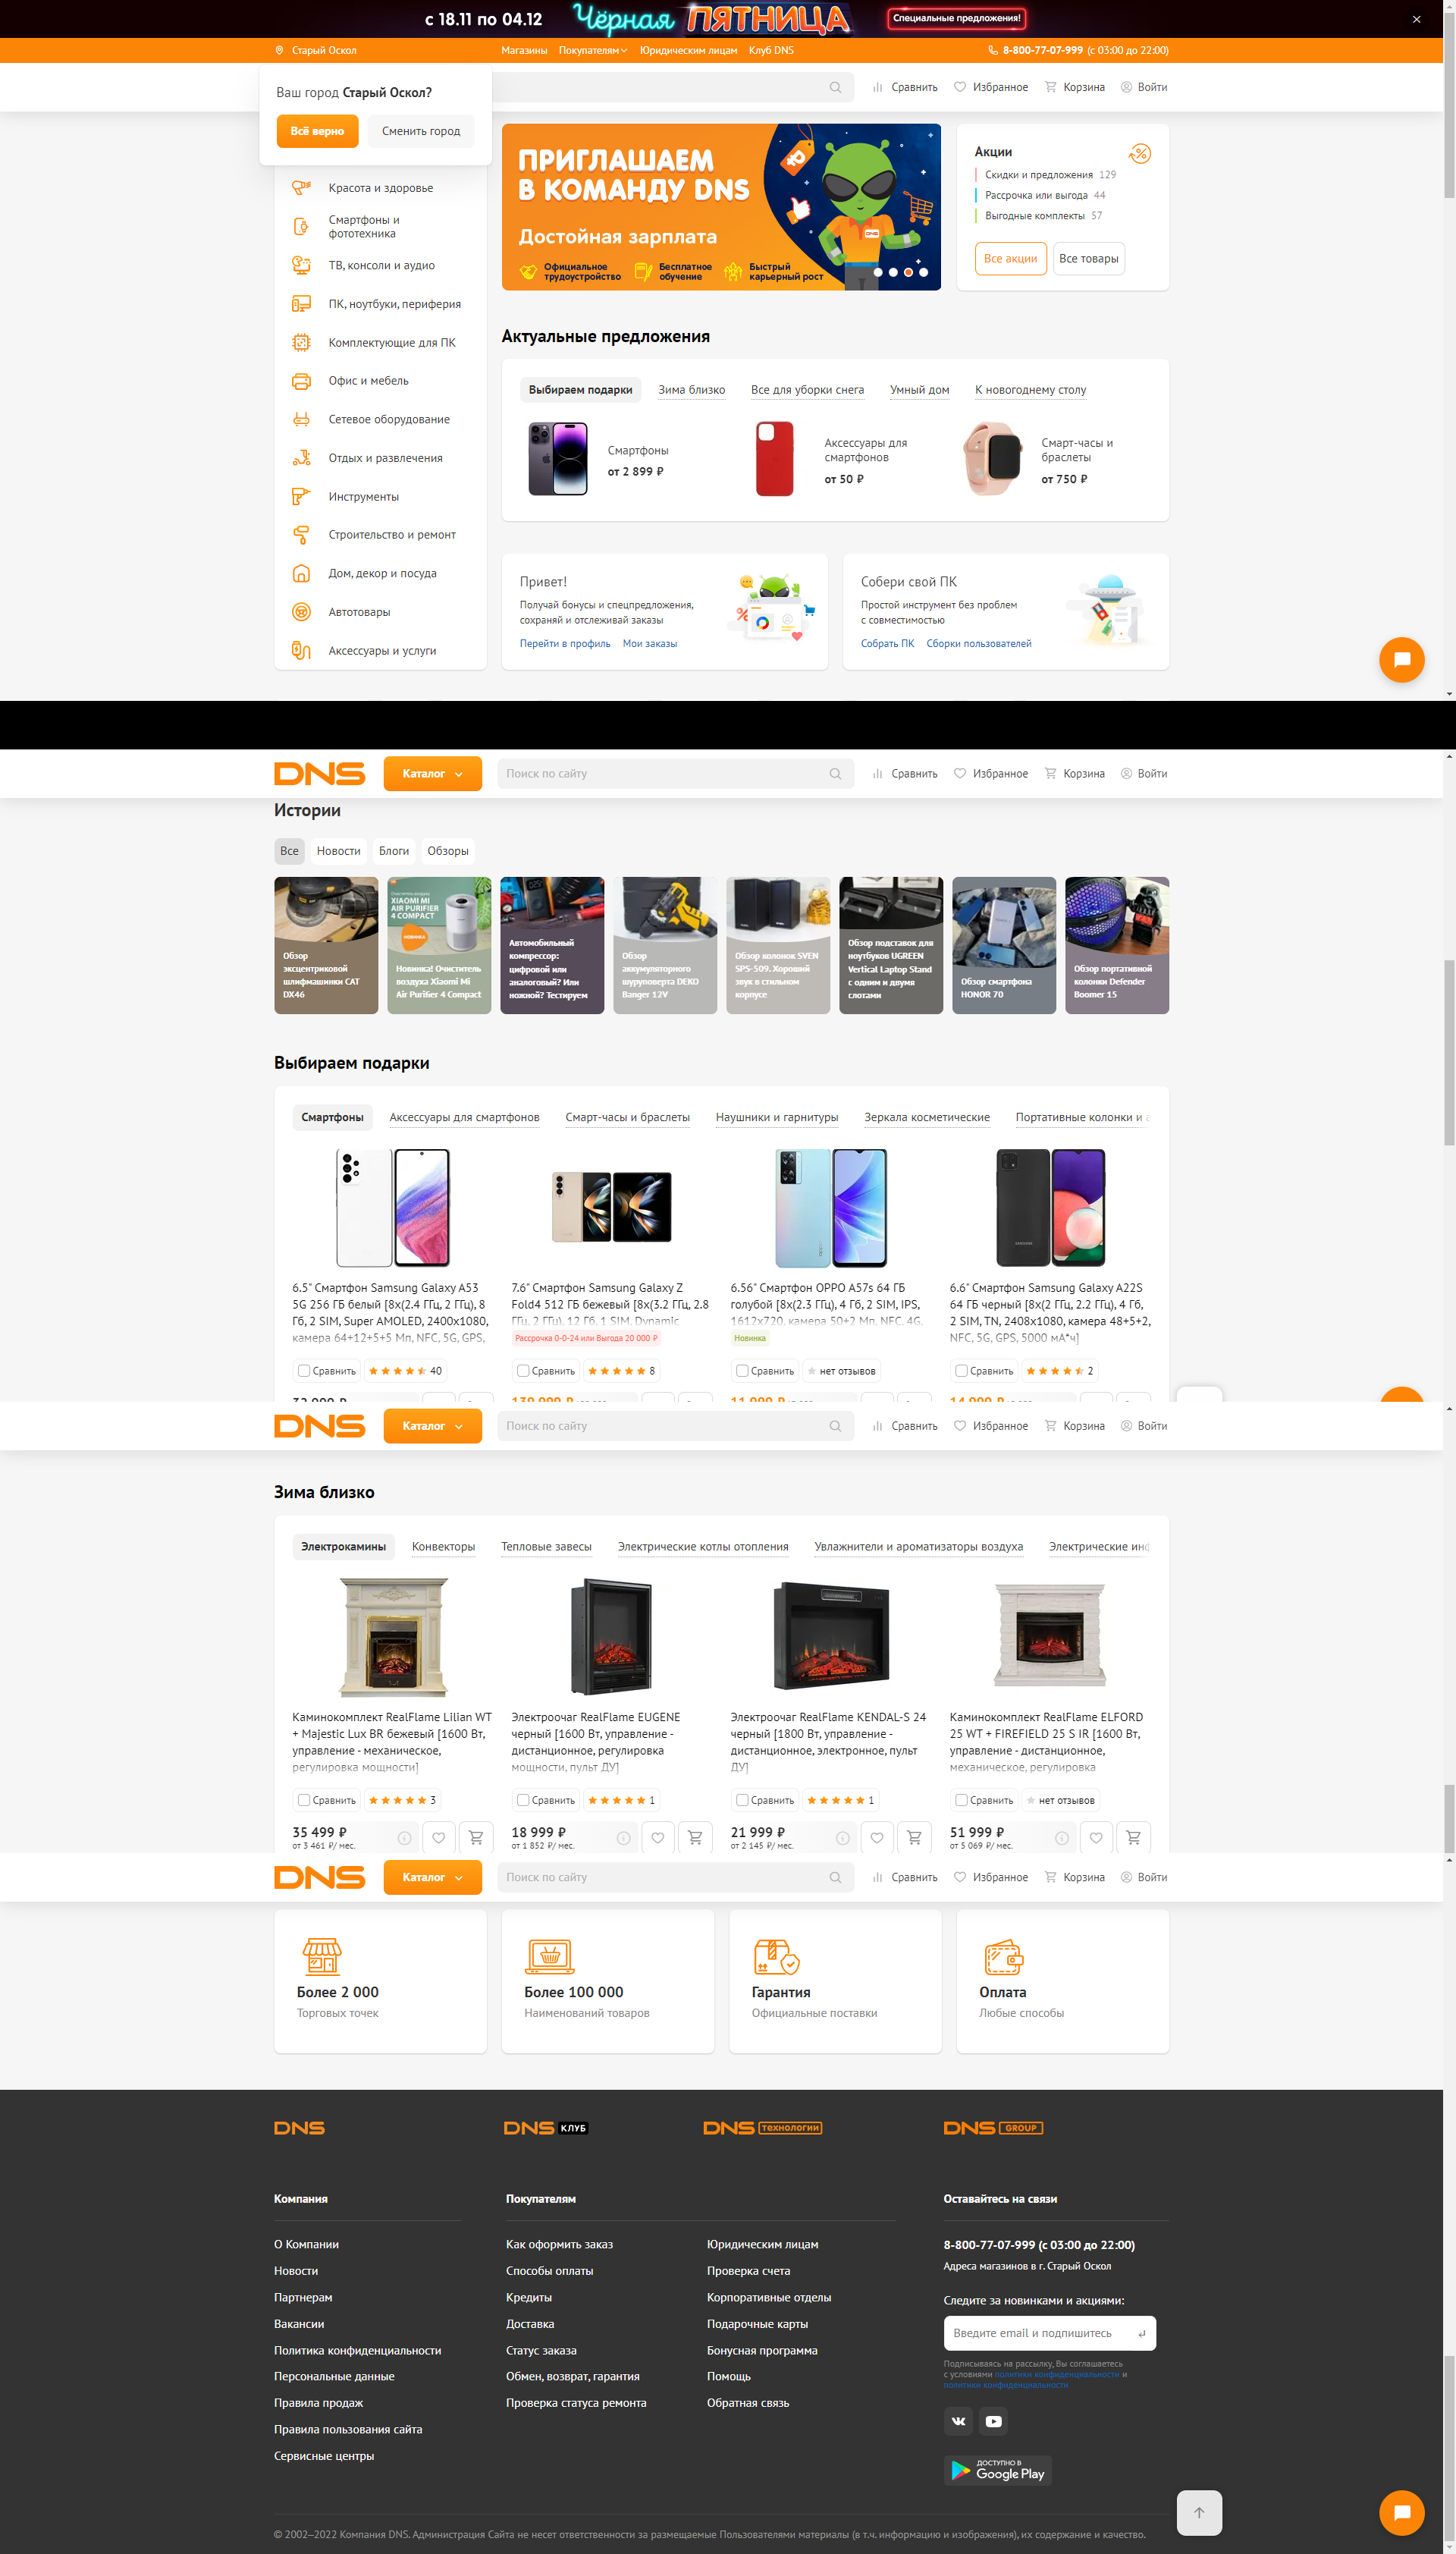 с 18.11 по 04.12 Чёрная ПЯТНИЦА Специальные предложения!
Старый Оскол Магазины Покупателям Юридическим лицам Клуб DNS 8-800-77-07-999 (с 03:00 до 22:00)
Сравнить Избранное Корзина Войти
Ваш город Старый Оскол?
Всё верно Сменить город
Красота и здоровье
Смартфоны и
фототехника
ТВ, консоли и аудио
ПК, ноутбуки, периферия
Комплектующие для ПК
Офис и мебель
Сетевое оборудование
Отдых и развлечения
Инструменты
Строительство и ремонт
Дом, декор и посуда
Автотовары
Аксессуары и услуги
ПРИГЛАШАЕМ
В КОМАНДУ DNS
Достойная зарплата
Официальное
трудоустройство
Бесплатное
обучение
Быстрый
карьерный рост
Акции
Скидки и предложения 129
Рассрочка или выгода 44
Выгодные комплекты 57
Все акции Все товары
Актуальные предложения
Выбираем подарки Зима близко Все для уборки снега Умный дом К новогоднему столу
Смартфоны
от 2 899 ₽
Аксессуары для
смартфонов
от 50 ₽
Смарт-часы и
браслеты
от 750 ₽
Привет!
Получай бонусы и спецпредложения,
сохраняй и отслеживай заказы
Перейти в профиль Мои заказы
Собери свой ПК
Простой инструмент без проблем
с совместимостью
Собрать ПК Сборки пользователей
DNS Каталог Поиск по сайту Сравнить Избранное Корзина Войти
Истории
Все Новости Блоги Обзоры
Обзор
эксцентриковой
шлифмашинки CAT
DX46
Очиститель воздуха
XIAOMI MI
AIR PURIFIER
4 COMPACT
НОВИНКА
Новинка! Очиститель
воздуха Xiaomi Mi
Air Purifier 4 Compact
Автомобильный
компрессор:
цифровой или
аналоговый? Или
ножной? Тестируем
Обзор
аккумуляторного
шуруповерта DEKO
Banger 12V
Обзор колонок SVEN
SPS-509. Хороший
звук в стильном
корпусе
Обзор подставок для
ноутбуков UGREEN
Vertical Laptop Stand
с одним и двумя
слотами
Обзор смартфона
HONOR 70
Обзор портативной
колонки Defender
Boomer 15
Выбираем подарки
Смартфоны Аксессуары для смартфонов Смарт-часы и браслеты Наушники и гарнитуры Зеркала косметические Портативные колонки и а
6.5" Смартфон Samsung Galaxy A53
5G 256 ГБ белый [8x(2.4 ГГц, 2 ГГц), 8
Гб, 2 SIM, Super AMOLED, 2400x1080,
камера 64+12+5+5 Мп, NFC, 5G, GPS,
Сравнить 40
7.6" Смартфон Samsung Galaxy Z
Fold4 512 ГБ бежевый [8x(3.2 ГГц, 2.8
ГГц, 2 ГГц), 12 Гб, 1 SIM, Dynamic
Рассрочка 0-0-24 или Выгода 20 000 ₽
Сравнить 8
6.56" Смартфон OPPO A57s 64 ГБ
голубой [8x(2.3 ГГц), 4 Гб, 2 SIM, IPS,
1612x720, камера 50+2 Мп, NFC, 4G,
Новинка
Сравнить нет отзывов
6.6" Смартфон Samsung Galaxy A22S
64 ГБ черный [8x(2 ГГц, 2.2 ГГц), 4 Гб,
2 SIM, TN, 2408x1080, камера 48+5+2,
NFC, 5G, GPS, 5000 мА*ч]
Сравнить 2
DNS Каталог Поиск по сайту Сравнить Избранное Корзина Войти
Зима близко
Электрокамины Конвекторы Тепловые завесы Электрические котлы отопления Увлажнители и ароматизаторы воздуха Электрические инф
Каминокомплект RealFlame Lilian WT
+ Majestic Lux BR бежевый [1600 Вт,
управление - механическое,
регулировка мощности]
Сравнить 3
35 499 ₽
от 3 461 ₽/ мес.
Электроочаг RealFlame EUGENE
черный [1600 Вт, управление -
дистанционное, регулировка
мощности, пульт ДУ]
Сравнить 1
18 999 ₽
от 1 852 ₽/ мес.
Электроочаг RealFlame KENDAL-S 24
черный [1800 Вт, управление -
дистанционное, электронное, пульт
ДУ]
Сравнить 1
21 999 ₽
от 2 145 ₽/ мес.
Каминокомплект RealFlame ELFORD
25 WT + FIREFIELD 25 S IR [1600 Вт,
управление - дистанционное,
механическое, регулировка
Сравнить нет отзывов
51 999 ₽
от 5 069 ₽/ мес.
DNS Каталог Поиск по сайту Сравнить Избранное Корзина Войти
Более 2 000
Торговых точек
Более 100 000
Наименований товаров
Гарантия
Официальные поставки
Оплата
Любые способы
DNS DNS КЛУБ DNS технологии DNS GROUP
Компания
О Компании
Новости
Партнерам
Вакансии
Политика конфиденциальности
Персональные данные
Правила продаж
Правила пользования сайта
Сервисные центры
Покупателям
Как оформить заказ
Способы оплаты
Кредиты
Доставка
Статус заказа
Обмен, возврат, гарантия
Проверка статуса ремонта
Юридическим лицам
Проверка счета
Корпоративные отделы
Подарочные карты
Бонусная программа
Помощь
Обратная связь
Оставайтесь на связи
8-800-77-07-999 (с 03:00 до 22:00)
Адреса магазинов в г. Старый Оскол
Следите за новинками и акциями:
Введите email и подпишитесь
Подписываясь на рассылку, Вы соглашаетесь
с условиями политики конфиденциальности и
политики конфиденциальности
ДОСТУПНО В
Google Play
© 2002–2022 Компания DNS. Администрация Сайта не несет ответственности за размещаемые Пользователями материалы (в т.ч. информацию и изображения), их содержание и качество.